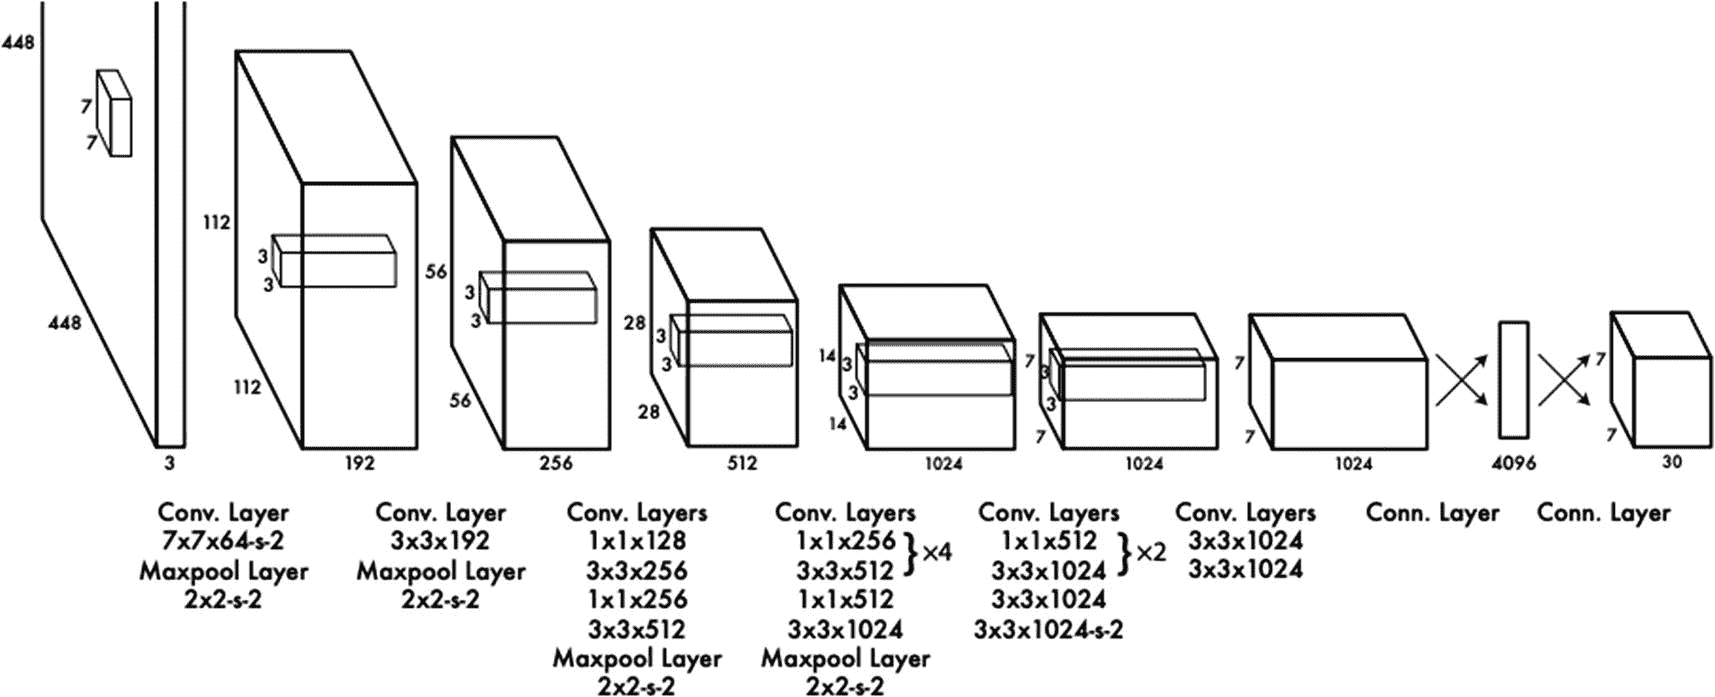 448
7
7
448
3
112
3
3
112
192
56
3
3
56
256
28
3
3
28
512
14
3
3
14
1024
7
3
3
7
1024
7
7
1024
4096
7
7
30
Conv. Layer
7x7x64-s-2
Maxpool Layer
2x2-s-2
Conv. Layer
3x3x192
Maxpool Layer
2x2-s-2
Conv. Layers
1x1x128
3x3x256
1x1x256
3x3x512
Maxpool Layer
2x2-s-2
Conv. Layers
1x1x256
3x3x512
} ×4
1x1x512
3x3x1024
Maxpool Layer
2x2-s-2
Conv. Layers
1x1x512
3x3x1024
} ×2
3x3x1024
3x3x1024-s-2
Conv. Layers
3x3x1024
3x3x1024
Conn. Layer
Conn. Layer